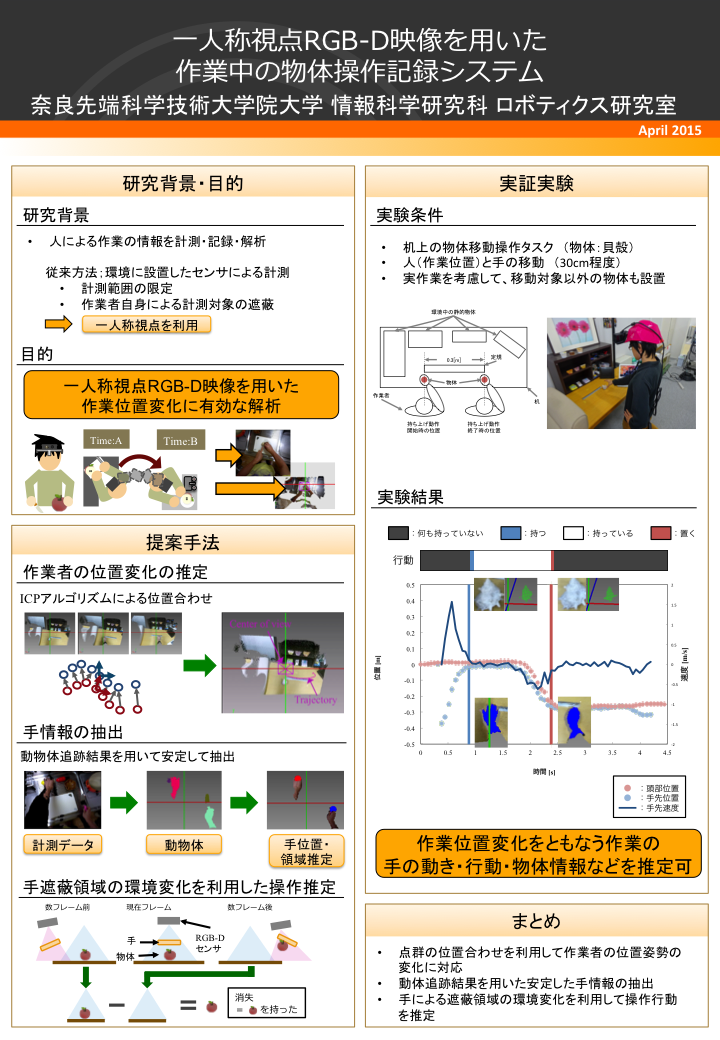 一人称視点RGB-D映像を用いた
作業中の物体操作記録システム
奈良先端科学技術大学院大学 情報科学研究科 ロボティクス研究室
April 2015
研究背景・目的
研究背景
• 人による作業の情報を計測・記録・解析
従来方法；環境に設置したセンサによる計測
• 計測範囲の限定
• 作業者自身による計測対象の遮蔽
一人称視点を利用
目的
一人称視点RGB-D映像を用いた
作業位置変化に有効な解析
Time:A
Time:B
提案手法
作業者の位置変化の推定
ICPアルゴリズムによる位置合わせ
Trajectory
手情報の抽出
動物体追跡結果を用いて安定して抽出
計測データ
動物体
手位置・
領域推定
手遮蔽領域の環境変化を利用した操作推定
数フレーム前
現在フレーム
数フレーム後
手
物体
RGB-D
センサ
消失
を持った
実証実験
実験条件
• 机上の物体移動操作タスク （物体：貝殻）
• 人（作業位置）と手の移動 （30cm程度）
• 実作業を考慮して、移動対象以外の物体も設置
環境中の静的物体
0.3[m]
定規
物体
作業者
机
持ち上げ動作
開始時の位置
持ち上げ動作
終了時の位置
実験結果
：何も持っていない
：持つ
：持っている
：置く
行動
0.5
0.4
0.3
0.2
0.1
0
-0.1
-0.2
-0.3
-0.4
-0.5
位置 [m]
2
1.5
1
0.5
0
-0.5
-1
-1.5
-2
速度 [m/s]
0 0.5 1 1.5 2 2.5 3 3.5 4 4.5
時間 [s]
：頭部位置
：手先位置
：手先速度
作業位置変化をともなう作業の
手の動き・行動・物体情報などを推定可
まとめ
• 点群の位置合わせを利用して作業者の位置姿勢の
変化に対応
• 動体追跡結果を用いた安定した手情報の抽出
• 手による遮蔽領域の環境変化を利用して操作行動
を推定